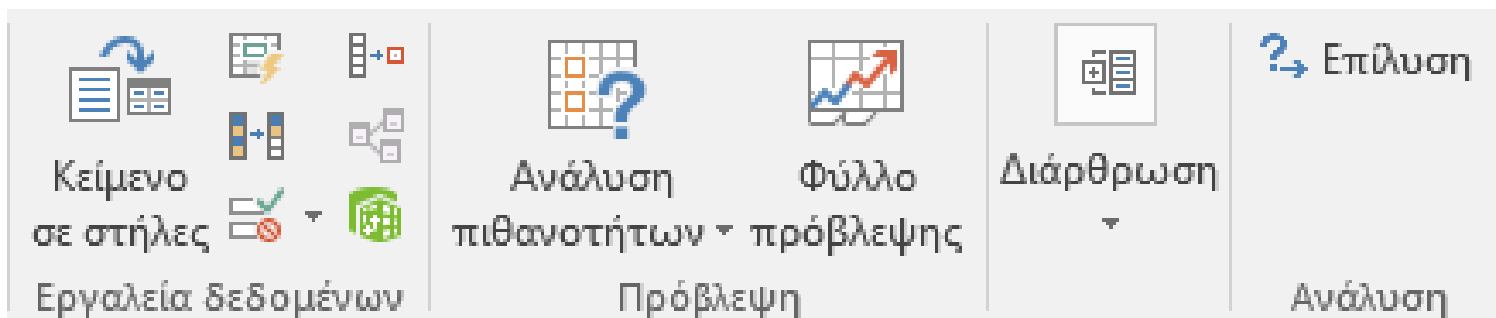 Κείμενο
σε στήλες
Εργαλεία δεδομένων
Ανάλυση
πιθανοτήτων
Φύλλο
πρόβλεψης
Πρόβλεψη
Διάρθρωση
Επίλυση
Ανάλυση